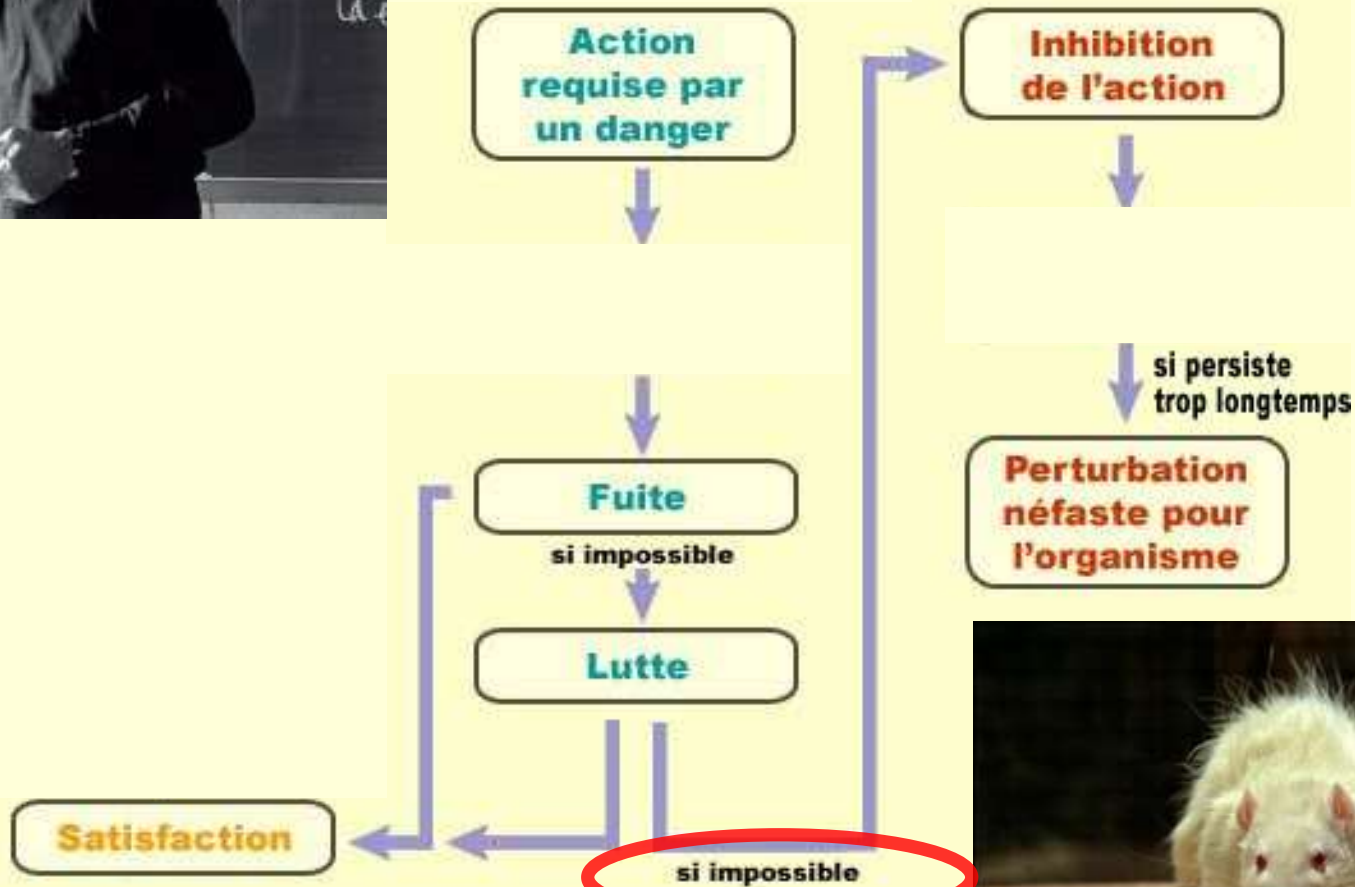 Action
requise par
un danger
Fuite
si impossible
Lutte
Satisfaction
si impossible
Inhibition
de l'action
si persiste
trop longtemps
Perturbation
néfaste pour
l'organisme